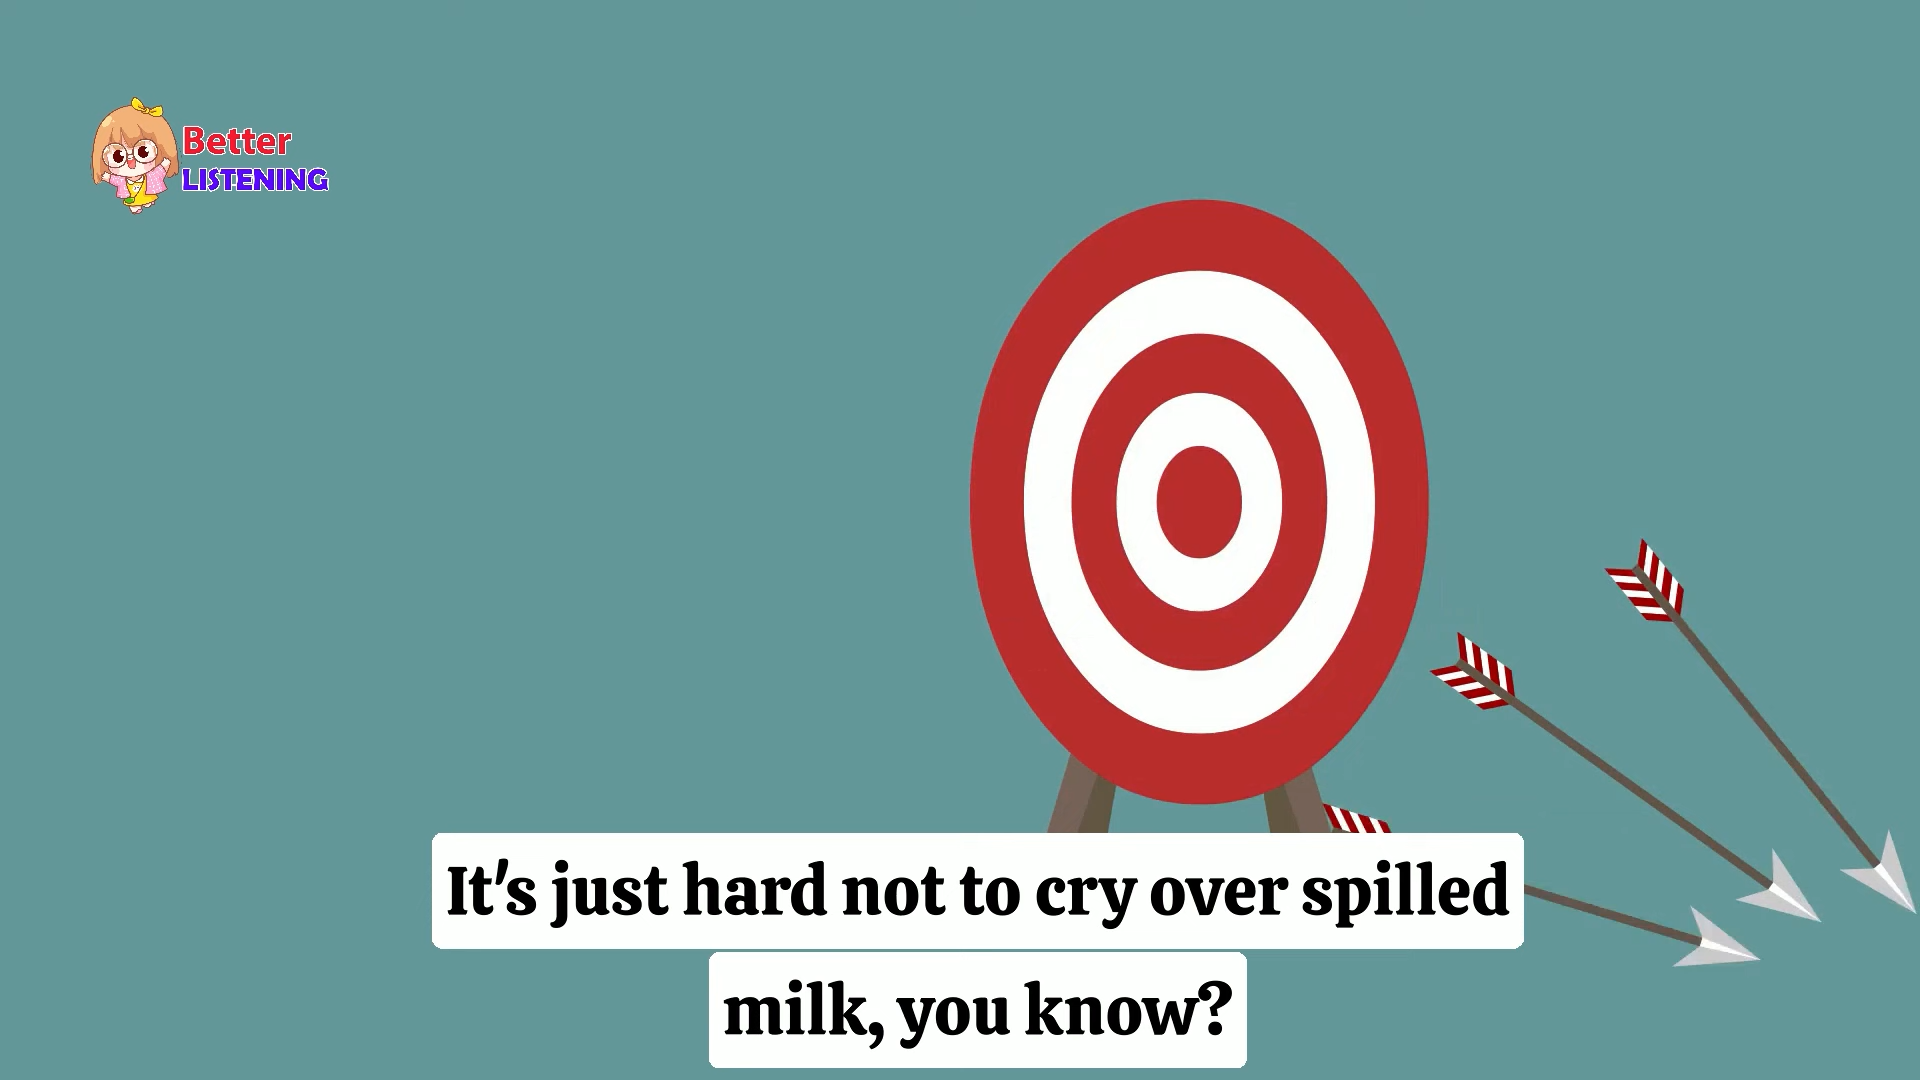 Better
LISTENING
It's just hard not to cry over spilled
milk, you know?